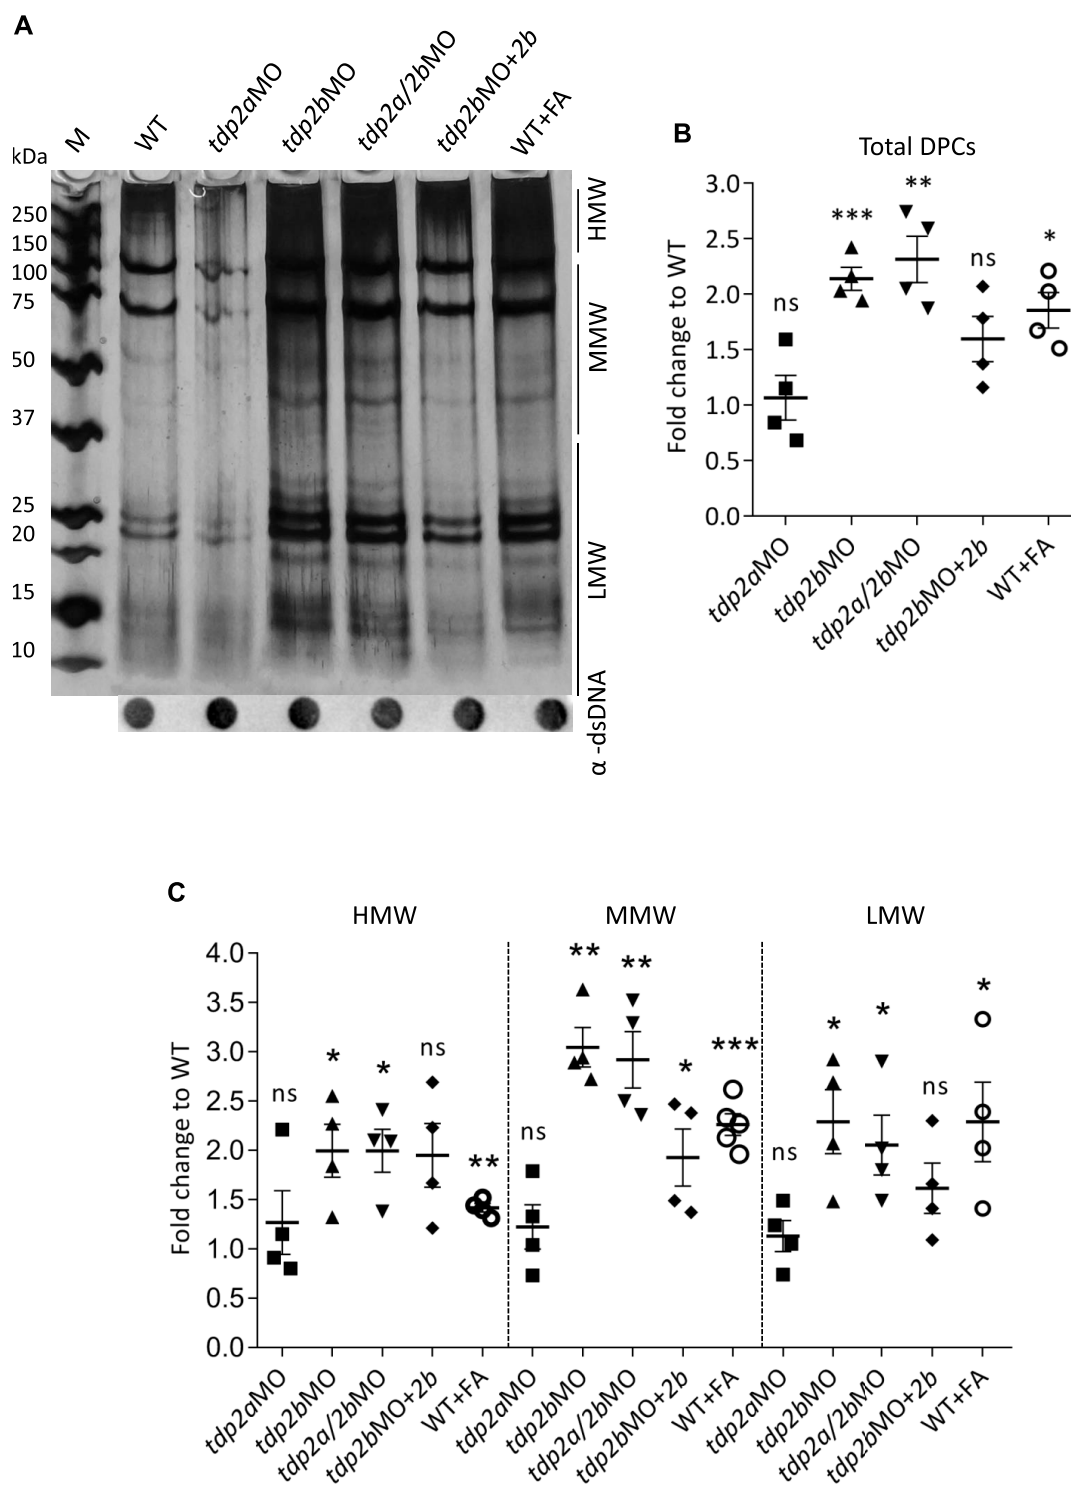 A
M
WT
tdp2aMO
tdp2bMO
tdp2a/2bMO
tdp2bMO+2b
WT+FA
kDa
250
150
100
75
50
37
25
20
15
10
HMW
MMW
LMW
α -dsDNA
B
Total DPCs
Fold change to WT
3.0
2.5
2.0
1.5
1.0
0.5
0.0
ns
***
**
ns
*
tdp2aMO
tdp2bMO
tdp2a/2bMO
tdp2bMO+2b
WT+FA
C
HMW
MMW
LMW
Fold change to WT
4.0
3.5
3.0
2.5
2.0
1.5
1.0
0.5
0.0
ns
*
*
ns
**
ns
**
**
*
***
ns
*
*
ns
*
tdp2aMO
tdp2bMO
tdp2a/2bMO
tdp2bMO+2b
WT+FA
tdp2aMO
tdp2bMO
tdp2a/2bMO
tdp2bMO+2b
WT+FA
tdp2aMO
tdp2bMO
tdp2a/2bMO
tdp2bMO+2b
WT+FA